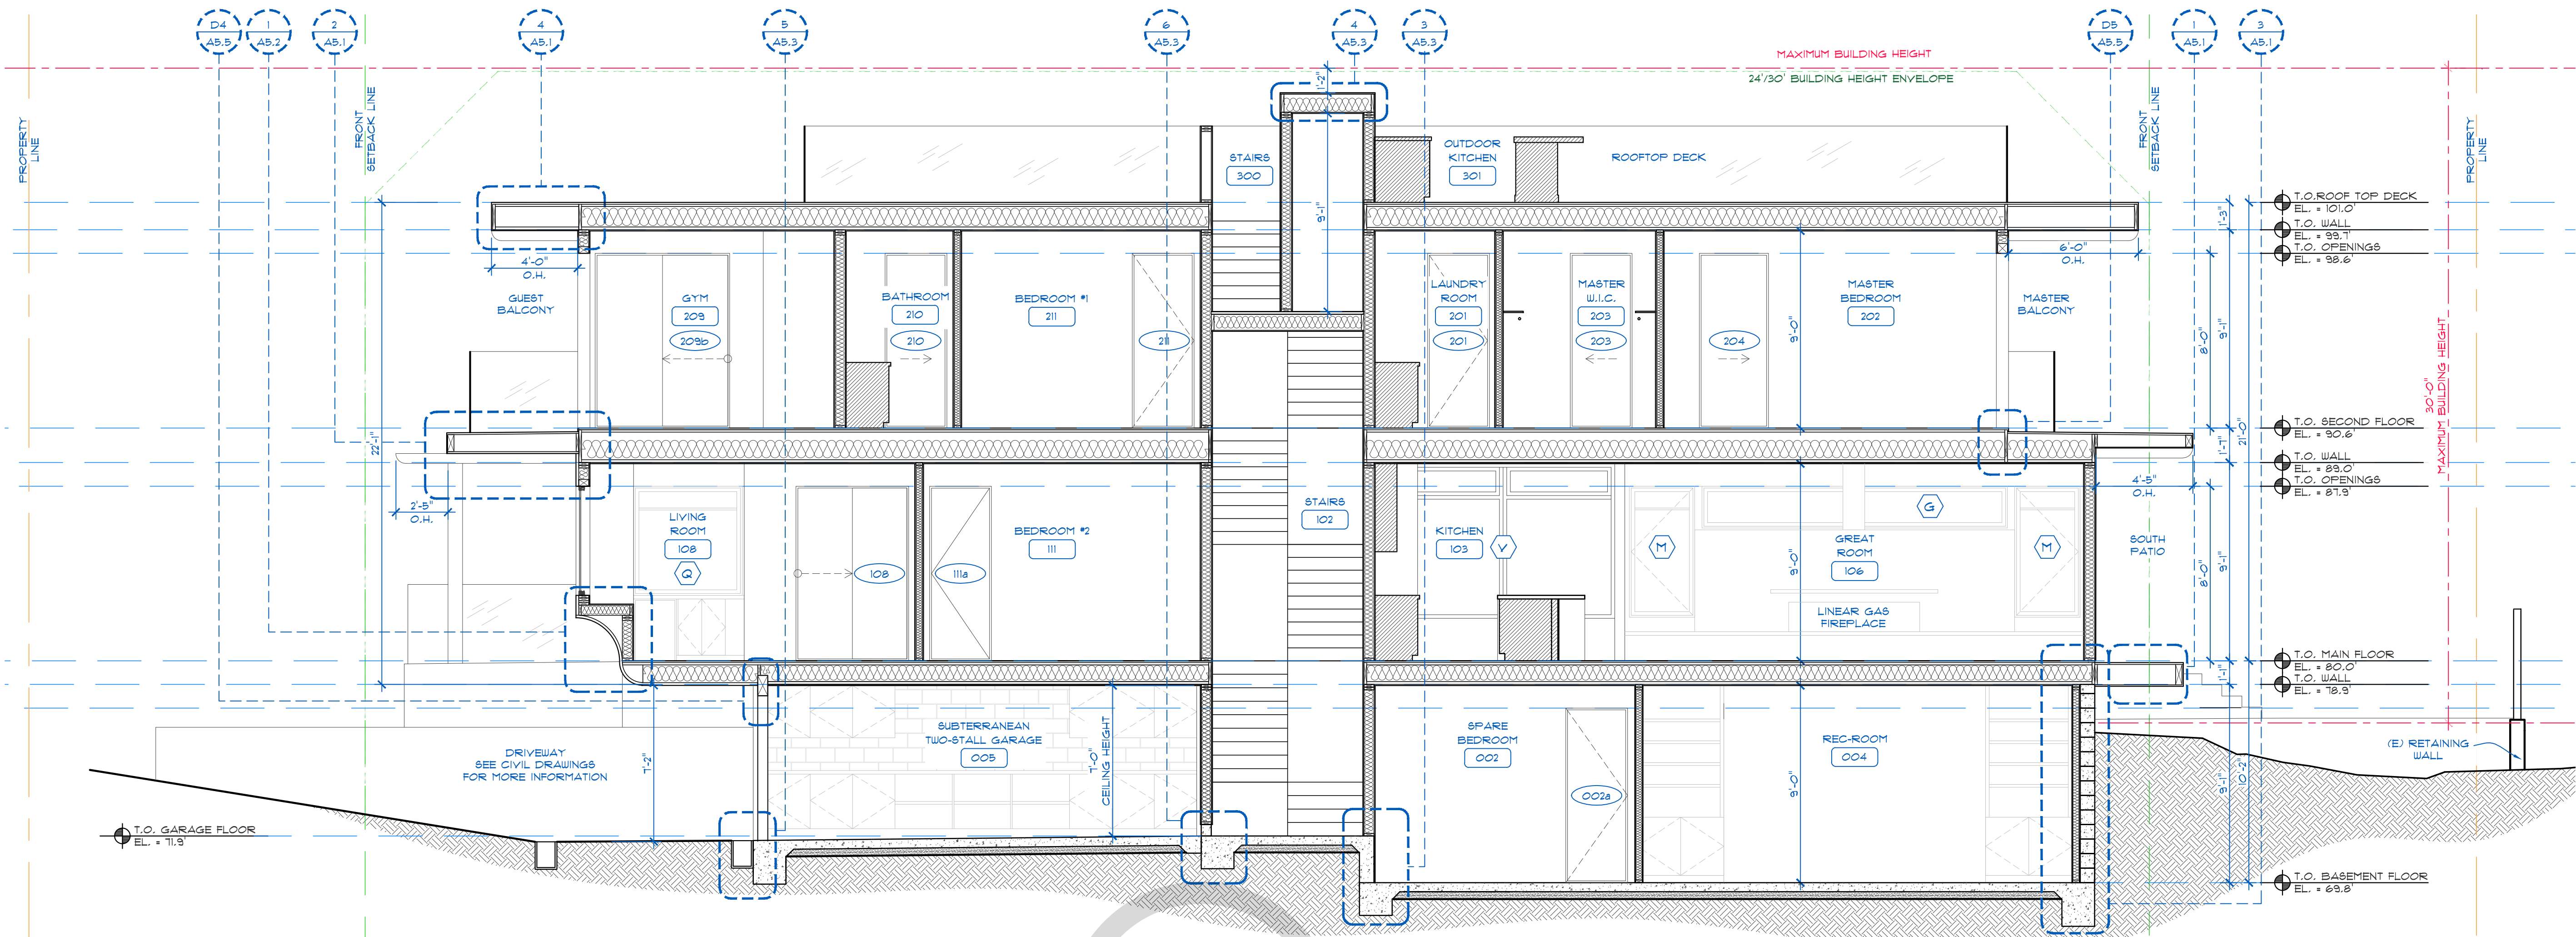 D4
A5.5
1
A5.2
2
A5.1
4
A5.1
5
A5.3
6
A5.3
4
A5.3
3
A5.3
D5
A5.5
1
A5.1
3
A5.1
MAXIMUM BUILDING HEIGHT
24'/30' BUILDING HEIGHT ENVELOPE
PROPERTY
LINE
FRONT
SETBACK LINE
FRONT
SETBACK LINE
PROPERTY
LINE
1'-2"
9'-1"
STAIRS
300
OUTDOOR
KITCHEN
301
ROOFTOP DECK
T.O.ROOF TOP DECK
EL. = 101.0'
T.O. WALL
EL. = 99.7'
T.O. OPENINGS
EL. = 98.6'
1'-3"
4'-0"
O.H.
6'-0"
O.H.
GUEST
BALCONY
GYM
209
209b
BATHROOM
210
210
BEDROOM #1
211
211
LAUNDRY
ROOM
201
201
MASTER
W.I.C.
203
203
204
9'-0"
MASTER
BEDROOM
202
MASTER
BALCONY
8'-0"
9'-1"
21'-0"
30'-0"
MAXIMUM BUILDING HEIGHT
22'-1"
T.O. SECOND FLOOR
EL. = 90.6'
T.O. WALL
EL. = 89.0'
T.O. OPENINGS
EL. = 87.9'
1'-7"
2'-5"
O.H.
4'-5"
O.H.
LIVING
ROOM
108
Q
108
111a
BEDROOM #2
111
STAIRS
102
KITCHEN
103
V
M
G
GREAT
ROOM
106
M
9'-0"
LINEAR GAS
FIREPLACE
SOUTH
PATIO
8'-0"
9'-1"
T.O. MAIN FLOOR
EL. = 80.0'
T.O. WALL
EL. = 78.9'
1'-1"
DRIVEWAY
SEE CIVIL DRAWINGS
FOR MORE INFORMATION
7'-2"
SUBTERRANEAN
TWO-STALL GARAGE
005
7'-0"
CEILING HEIGHT
SPARE
BEDROOM
002
002a
9'-0"
REC-ROOM
004
9'-1"
10'-2"
(E) RETAINING
WALL
T.O. GARAGE FLOOR
EL. = 71.9'
T.O. BASEMENT FLOOR
EL. = 69.8'